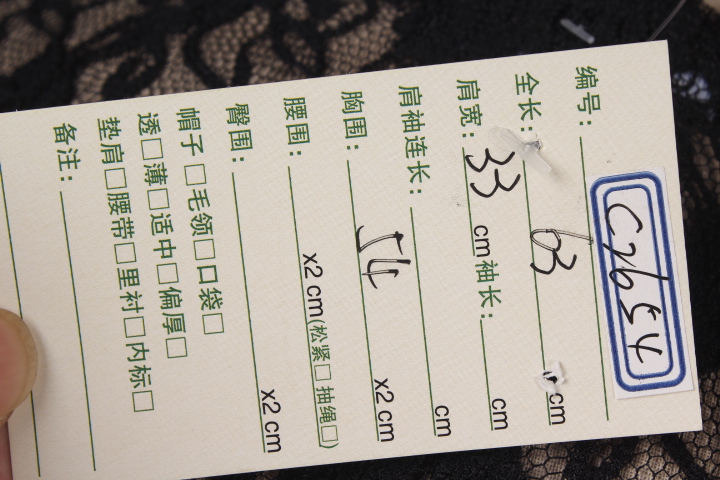 编号: C7654
全长: 63 cm
肩宽: 33 cm 袖长: cm
肩袖连长: cm
胸围: 54 x2 cm
腰围: x2 cm(松紧□ 抽绳□)
臀围: x2 cm
帽子□毛领□口袋□
透□薄□适中□偏厚□
垫肩□腰带□里衬□内标□
备注: